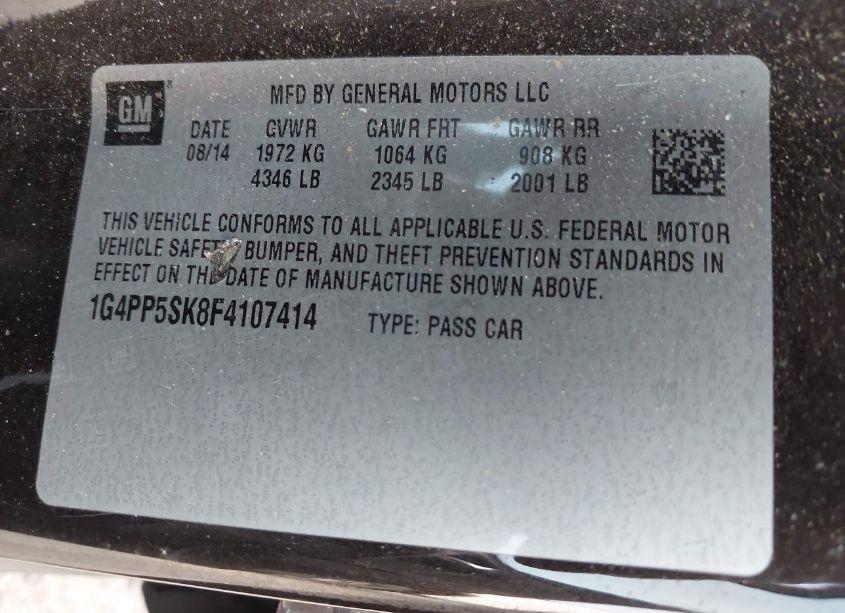 GM
MFD BY GENERAL MOTORS LLC
DATE GVWR GAWR FRT GAWR RR
08/14 1972 KG 1064 KG 908 KG
4346 LB 2345 LB 2001 LB
THIS VEHICLE CONFORMS TO ALL APPLICABLE U.S. FEDERAL MOTOR
VEHICLE SAFETY BUMPER, AND THEFT PREVENTION STANDARDS IN
EFFECT ON THE DATE OF MANUFACTURE SHOWN ABOVE.
1G4PP5SK8F4107414 TYPE: PASS CAR